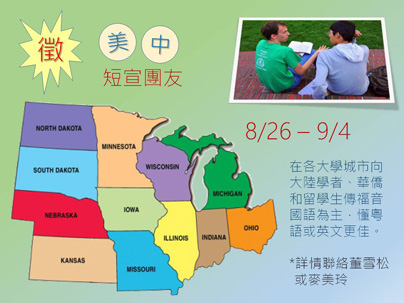 徵
美中
短宣團友
8/26 – 9/4
在各大學城市向
大陸學者、華僑
和留學生傳福音
國語為主，懂粵
語或英文更佳。
*詳情聯絡董雪松
或麥美玲
NORTH DAKOTA
MINNESOTA
SOUTH DAKOTA
WISCONSIN
MICHIGAN
NEBRASKA
IOWA
ILLINOIS
INDIANA
OHIO
KANSAS
MISSOURI